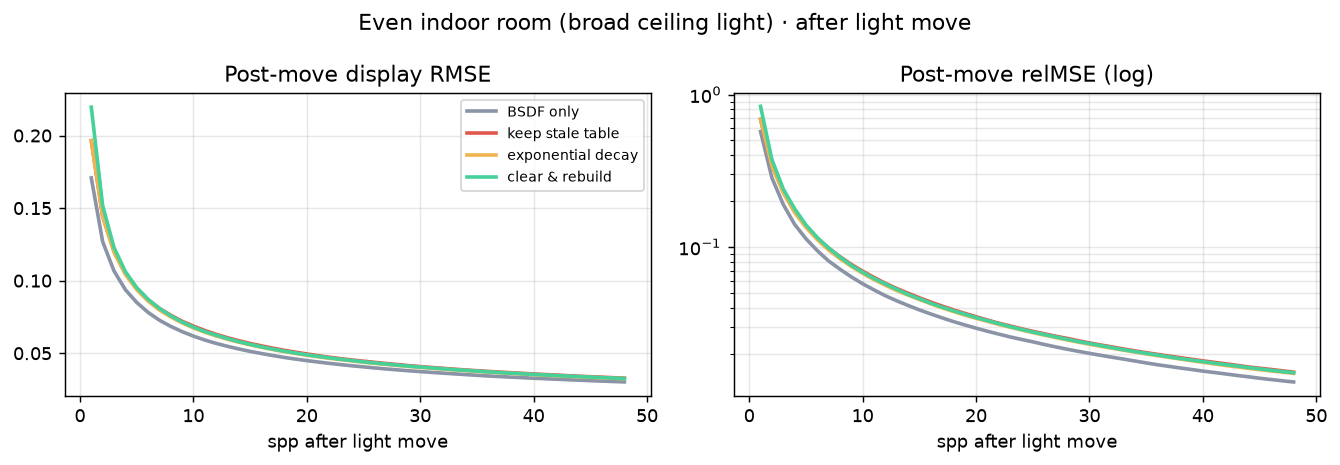 Even indoor room (broad ceiling light) · after light move
Post-move display RMSE
0.20
0.15
0.10
0.05
0 10 20 30 40 50
spp after light move
BSDF only
keep stale table
exponential decay
clear & rebuild
Post-move relMSE (log)
10⁰
10⁻¹
0 10 20 30 40 50
spp after light move